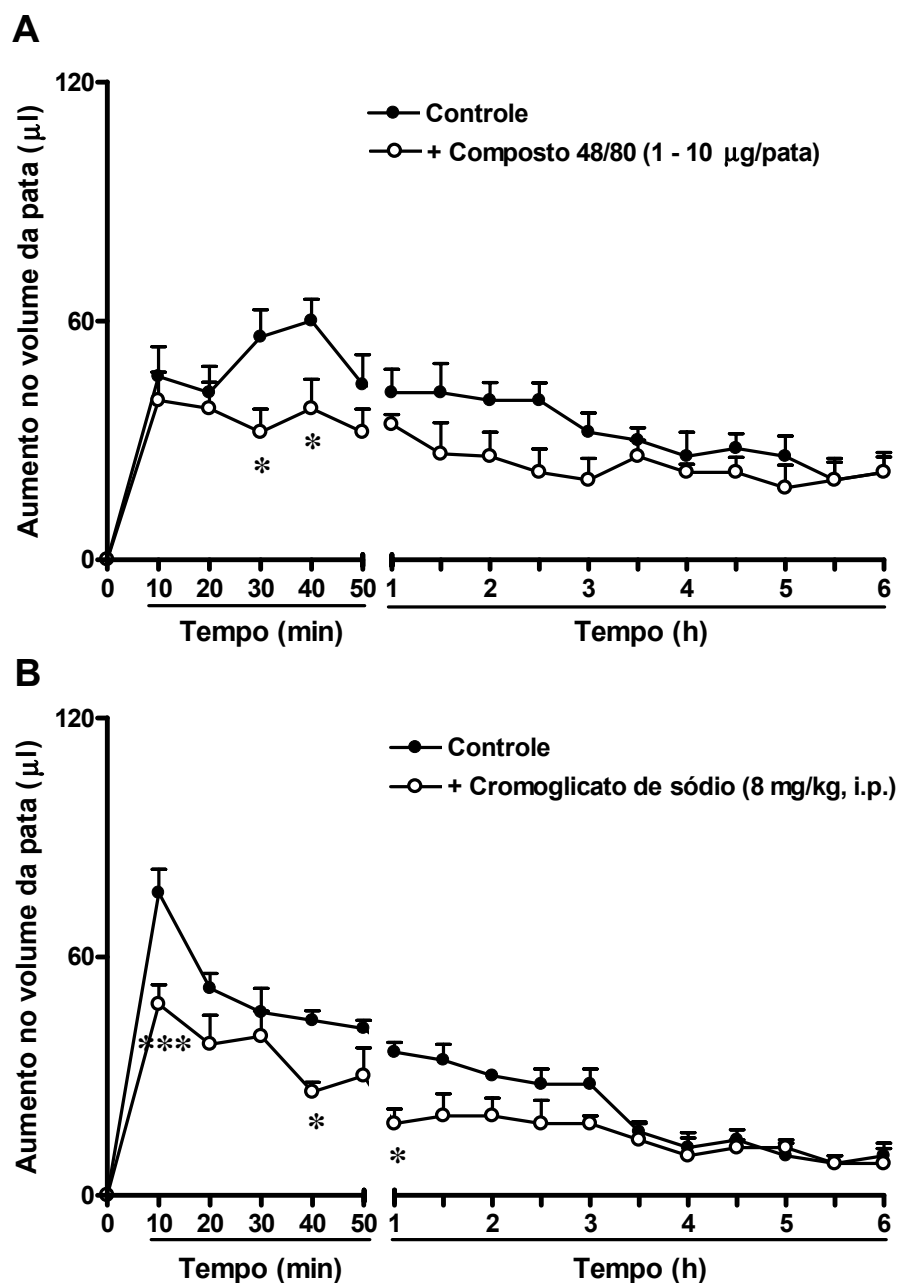 A
Aumento no volume da pata (μl)
120
60
0
Controle
+ Composto 48/80 (1 - 10 μg/pata)
*
*
0 10 20 30 40 50 1 2 3 4 5 6
Tempo (min) Tempo (h)
B
Aumento no volume da pata (μl)
120
60
0
Controle
+ Cromoglicato de sódio (8 mg/kg, i.p.)
***
*
*
0 10 20 30 40 50 1 2 3 4 5 6
Tempo (min) Tempo (h)